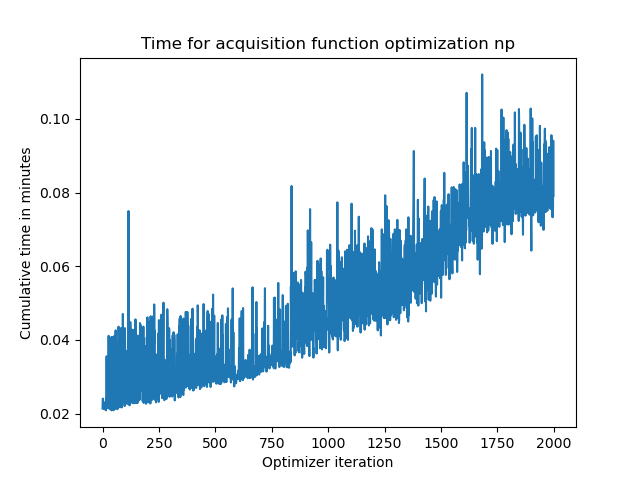 Time for acquisition function optimization np
Cumulative time in minutes
0.10
0.08
0.06
0.04
0.02
0 250 500 750 1000 1250 1500 1750 2000
Optimizer iteration